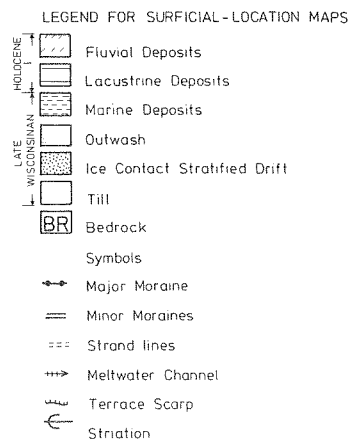 LEGEND FOR SURFICIAL-LOCATION MAPS
HOLOCENE
Fluvial Deposits
Lacustrine Deposits
LATE WISCONSINAN
Marine Deposits
Outwash
Ice Contact Stratified Drift
Till
BR Bedrock
Symbols
Major Moraine
Minor Moraines
Strand lines
Meltwater Channel
Terrace Scarp
Striation